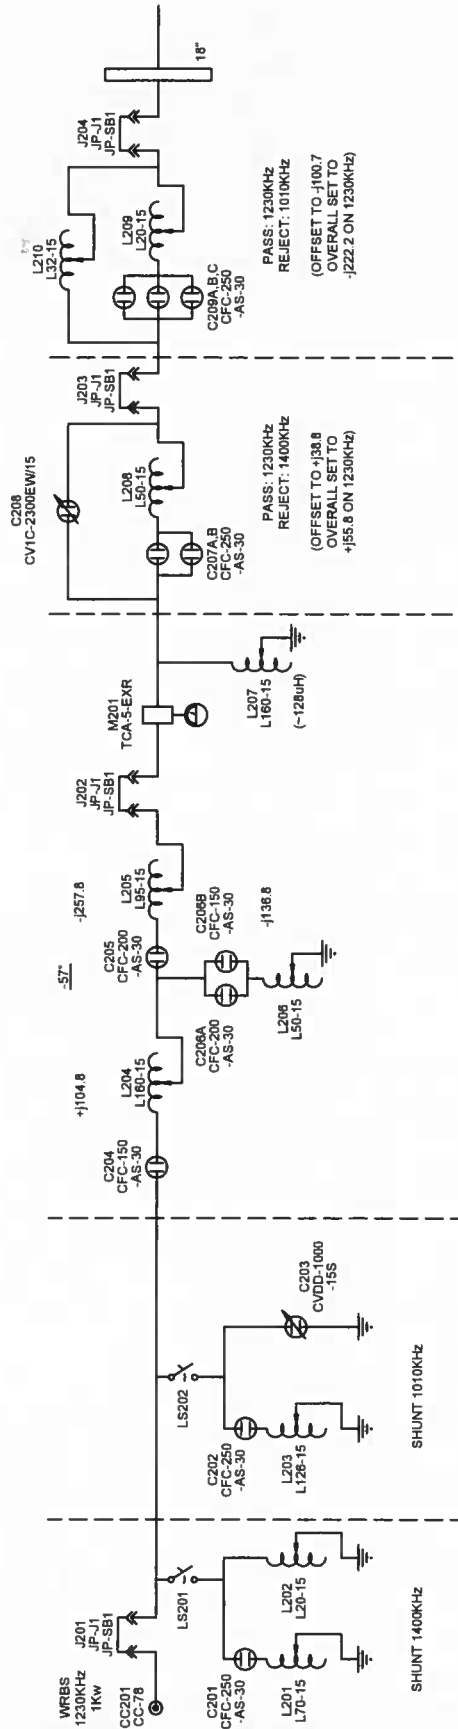 WRBS
1230KHz
1Kw
CC201
CC-78
J201
JP-J1
JP-SB1
LS201
C201
CFC-250
-AS-30
L201
L70-15
L202
L20-15
SHUNT 1400KHz
LS202
C202
CFC-250
-AS-30
L203
L126-15
C203
CVDD-1000
-15S
SHUNT 1010KHz
C204
CFC-150
-AS-30
+j104.8
L204
L160-15
-57°
C205
CFC-200
-AS-30
-j257.8
L205
L95-15
C206A
CFC-200
-AS-30
C206B
CFC-150
-AS-30
-j136.8
L206
L50-15
J202
JP-J1
JP-SB1
M201
TCA-5-EXR
L207
L160-15
(~128uH)
C208
CV1C-2300EW/15
L208
L50-15
C207A,B
CFC-250
-AS-30
J203
JP-J1
JP-SB1
PASS: 1230KHz
REJECT: 1400KHz
(OFFSET TO +j38.8
OVERALL SET TO
+j55.8 ON 1230KHz)
L210
L32-15
L209
L20-15
C209A,B,C
CFC-250
-AS-30
J204
JP-J1
JP-SB1
18"
PASS: 1230KHz
REJECT: 1010KHz
(OFFSET TO -j100.7
OVERALL SET TO
-j222.2 ON 1230KHz)